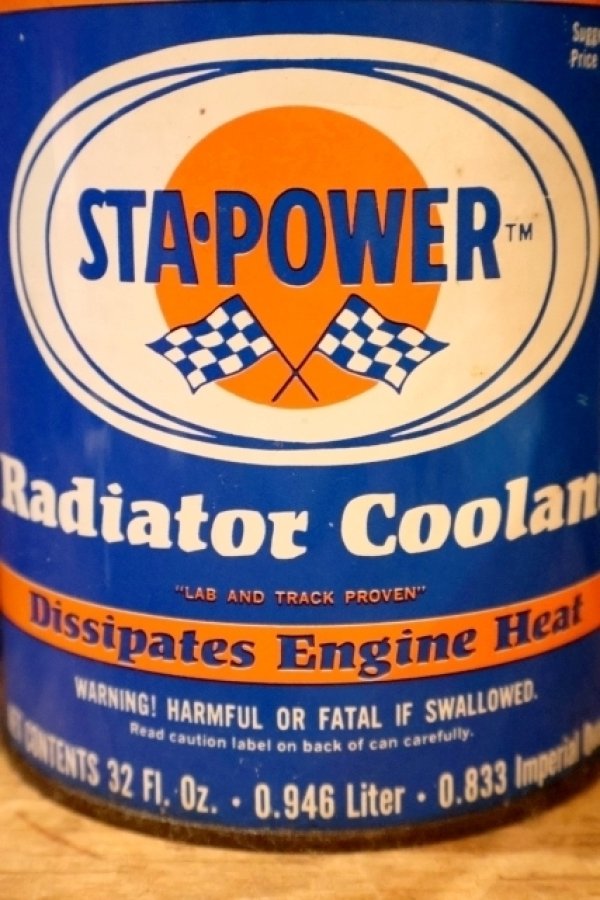 Price
STA·POWER™
Radiator Coolan
"LAB AND TRACK PROVEN"
Dissipates Engine Heat
WARNING! HARMFUL OR FATAL IF SWALLOWED.
Read caution label on back of can carefully.
CONTENTS 32 Fl. Oz. • 0.946 Liter • 0.833 Imperial